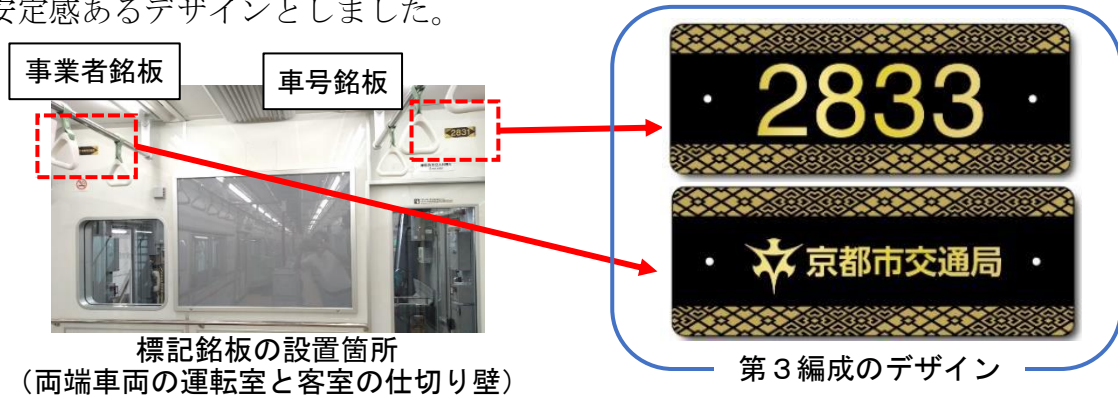 安定感あるデザインとしました。
事業者銘板
車号銘板
2831
2833
京都市交通局
標記銘板の設置箇所
（両端車両の運転室と客室の仕切り壁）
第３編成のデザイン